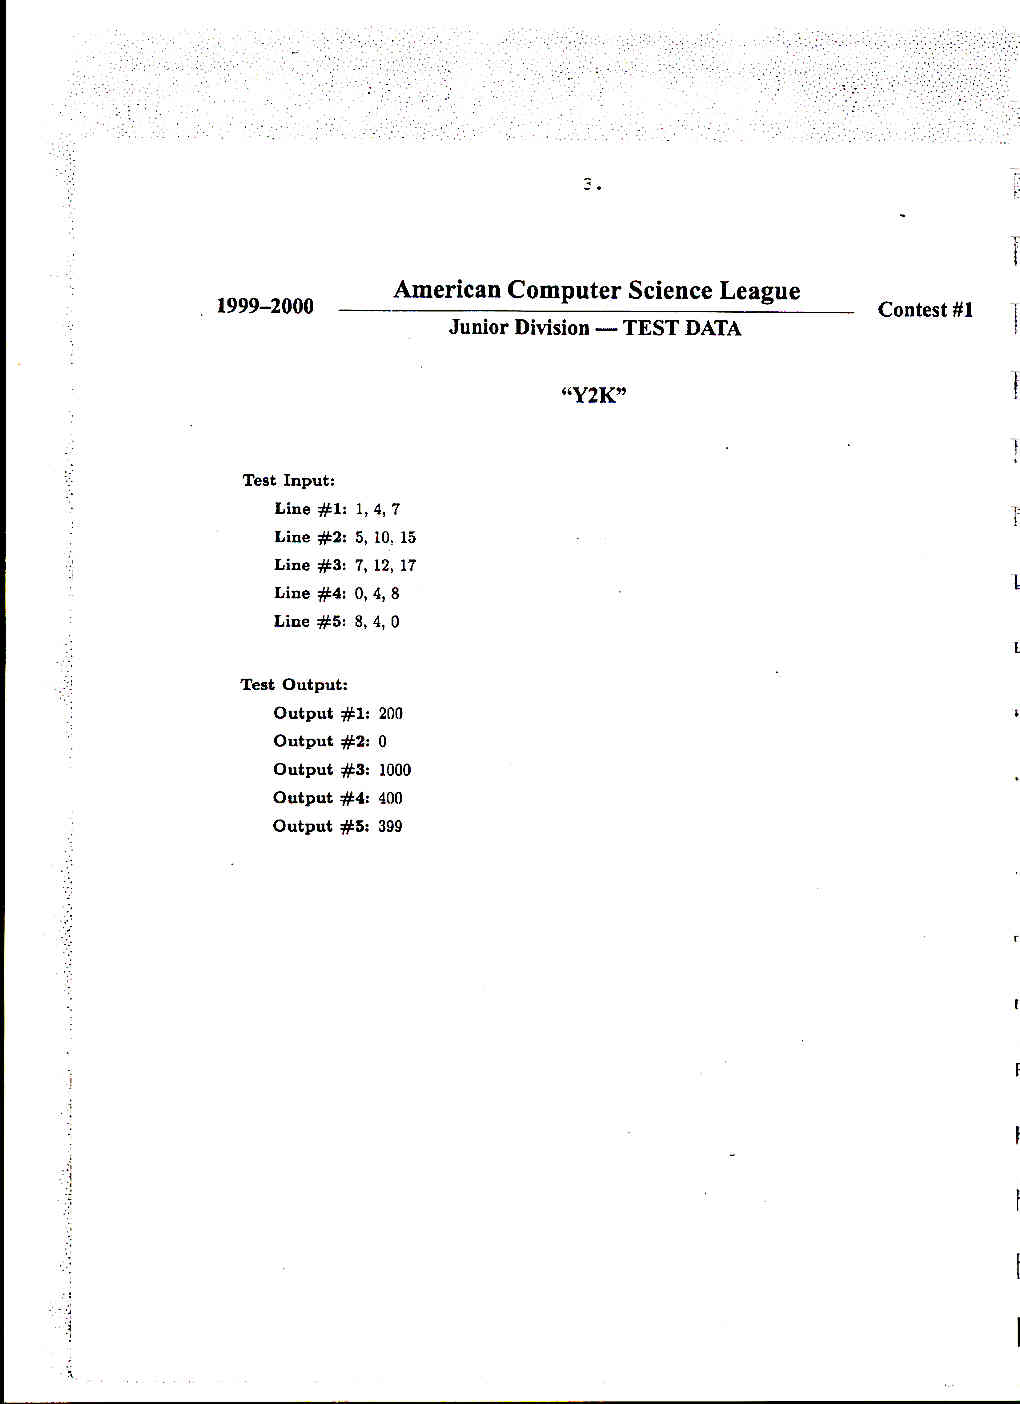 3.
American Computer Science League
1999–2000
Contest #1
Junior Division — TEST DATA
“Y2K”
Test Input:
Line #1: 1, 4, 7
Line #2: 5, 10, 15
Line #3: 7, 12, 17
Line #4: 0, 4, 8
Line #5: 8, 4, 0
Test Output:
Output #1: 200
Output #2: 0
Output #3: 1000
Output #4: 400
Output #5: 399